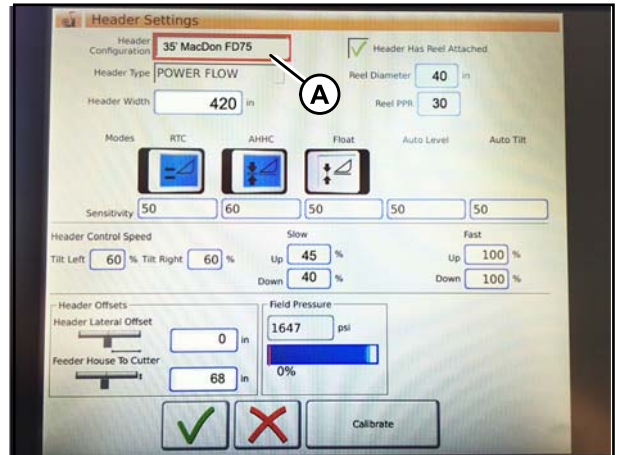 Header Settings
Header Configuration 35' MacDon FD75
Header Has Reel Attached
A
Header Type POWER FLOW
Reel Diameter 40 in
Header Width 420 in
Reel PPR 30
Modes RTC AHHC Float Auto Level Auto Tilt
Sensitivity 50 60 50 50 50
Header Control Speed
Slow
Fast
Tilt Left 60 % Tilt Right 60 %
Up 45 %
Up 100 %
Down 40 %
Down 100 %
Header Offsets
Header Lateral Offset
0 in
Feeder House To Cutter
68 in
Field Pressure
1647 psi
0%
Calibrate